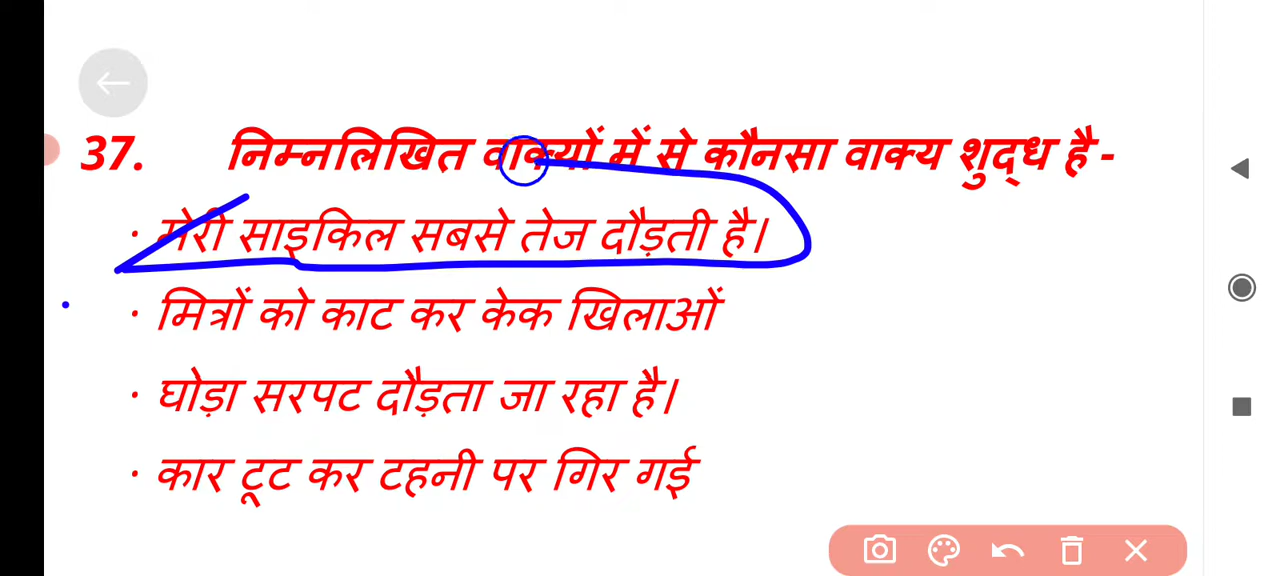 37. निम्नलिखित वाक्यों में से कौनसा वाक्य शुद्ध है -
· मेरी साइकिल सबसे तेज दौड़ती है।
· मित्रों को काट कर केक खिलाओं
· घोड़ा सरपट दौड़ता जा रहा है।
· कार टूट कर टहनी पर गिर गई